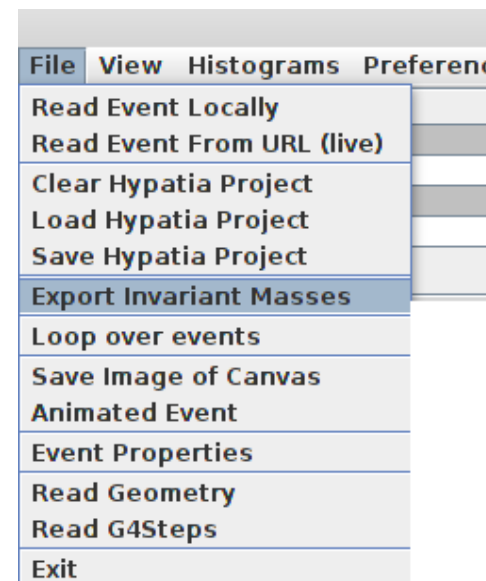 File View Histograms
Read Event Locally
Read Event From URL (live)
Clear Hypatia Project
Load Hypatia Project
Save Hypatia Project
Export Invariant Masses
Loop over events
Save Image of Canvas
Animated Event
Event Properties
Read Geometry
Read G4Steps
Exit